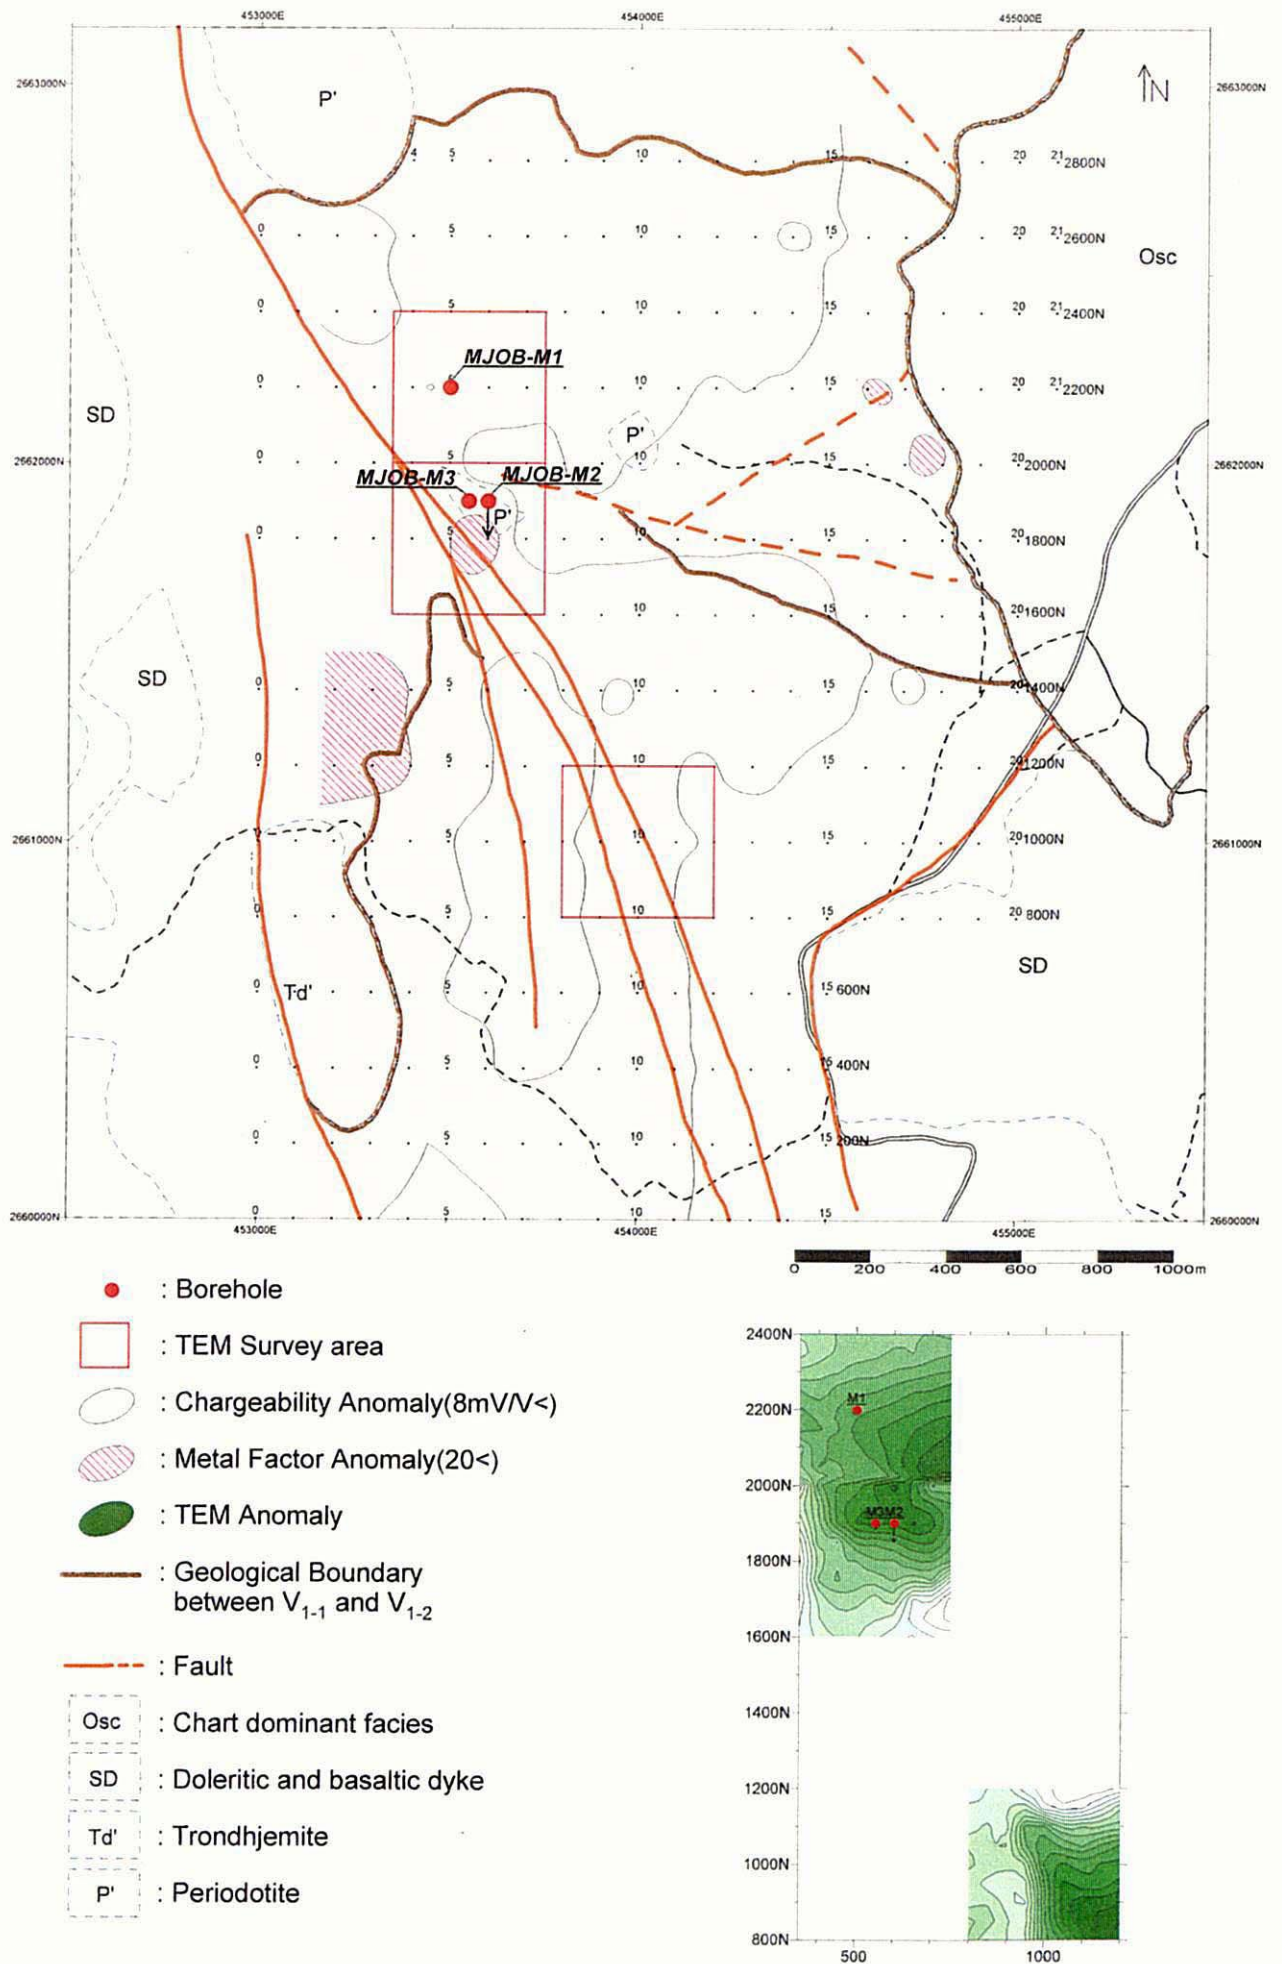 453000E 454000E 455000E
2663000N 2663000N
N
P'
4 5 10 15 20 21 2800N
0 5 10 15 20 21 2600N
Osc
0 5 10 15 20 21 2400N
MJOB-M1
0 10 15 20 21 2200N
SD
P'
2662000N 0 5 10 15 20 2000N 2662000N
MJOB-M3 MJOB-M2
P'
5 10 15 20 1800N
10 15 20 1600N
SD
0 5 10 15 20 1400N
0 5 10 15 20 1200N
2661000N 5 10 15 20 1000N 2661000N
0 5 10 15 20 800N
SD
Td'
0 5 10 15 600N
0 5 10 15 400N
0 5 10 15 200N
2660000N 5 10 15 2660000N
453000E 454000E 455000E
0 200 400 600 800 1000m
: Borehole
: TEM Survey area
: Chargeability Anomaly(8mV/V<)
: Metal Factor Anomaly(20<)
: TEM Anomaly
: Geological Boundary
between V1-1 and V1-2
: Fault
Osc : Chart dominant facies
SD : Doleritic and basaltic dyke
Td' : Trondhjemite
P' : Periodotite
2400N
M1
2200N
2000N
M3M2
1800N
1600N
1400N
1200N
1000N
800N
500 1000